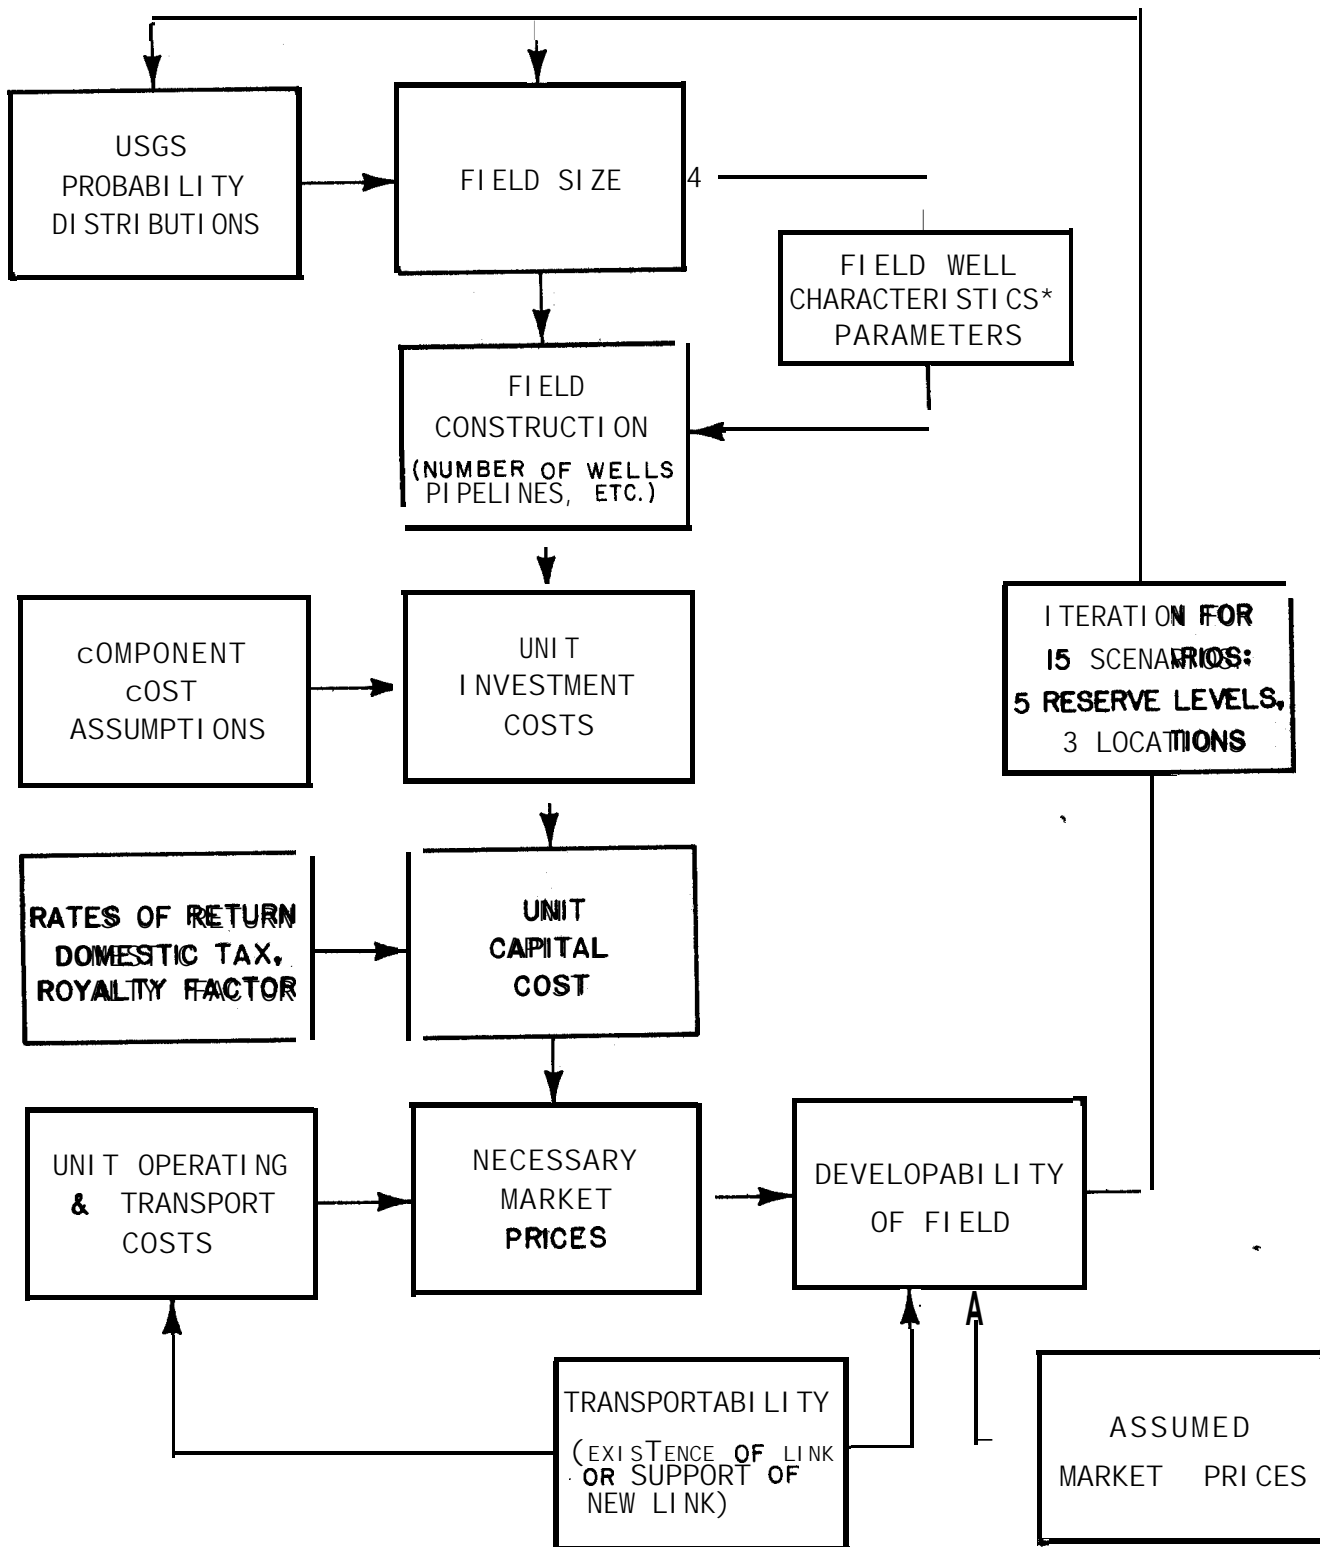 USGS
PROBABILITY
DISTRIBUTIONS
FIELD SIZE
4
FIELD WELL
CHARACTERISTICS*
PARAMETERS
FIELD
CONSTRUCTION
(NUMBER OF WELLS
PIPELINES, ETC.)
COMPONENT
COST
ASSUMPTIONS
UNIT
INVESTMENT
COSTS
ITERATION FOR
15 SCENARIOS:
5 RESERVE LEVELS,
3 LOCATIONS
RATES OF RETURN
DOMESTIC TAX,
ROYALTY FACTOR
UNIT
CAPITAL
COST
UNIT OPERATING
& TRANSPORT
COSTS
NECESSARY
MARKET
PRICES
DEVELOPABILITY
OF FIELD
A
TRANSPORTABILITY
(EXISTENCE OF LINK
OR SUPPORT OF
NEW LINK)
ASSUMED
MARKET PRICES